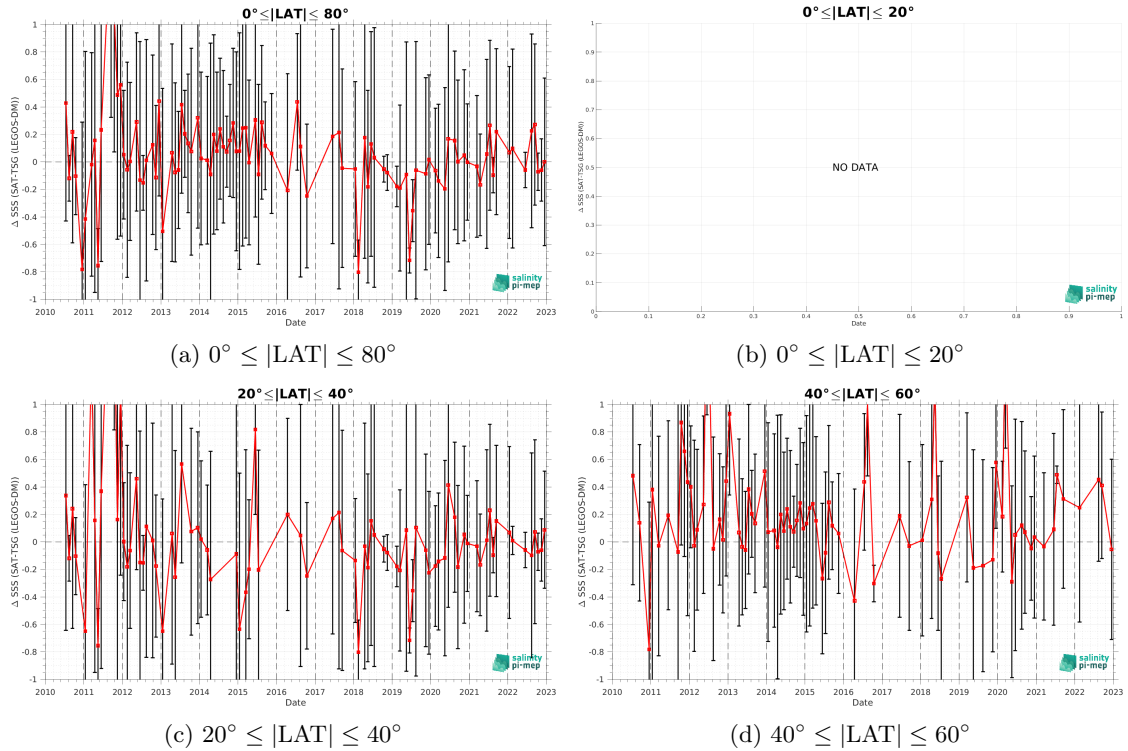 0°≤|LAT|≤ 80°
Δ SSS (SAT-TSG (LEGOS-DM))
1
0.8
0.6
0.4
0.2
0
-0.2
-0.4
-0.6
-0.8
-1
2010 2011 2012 2013 2014 2015 2016 2017 2018 2019 2020 2021 2022 2023
Date
salinity
pi-mep
(a) 0° ≤ |LAT| ≤ 80°
0°≤|LAT|≤ 20°
Δ SSS (SAT-TSG (LEGOS-DM))
1
0.9
0.8
0.7
0.6
0.5
0.4
0.3
0.2
0.1
0
NO DATA
0 0.1 0.2 0.3 0.4 0.5 0.6 0.7 0.8 0.9 1
Date
salinity
pi-mep
(b) 0° ≤ |LAT| ≤ 20°
20°≤|LAT|≤ 40°
Δ SSS (SAT-TSG (LEGOS-DM))
1
0.8
0.6
0.4
0.2
0
-0.2
-0.4
-0.6
-0.8
-1
2010 2011 2012 2013 2014 2015 2016 2017 2018 2019 2020 2021 2022 2023
Date
salinity
pi-mep
(c) 20° ≤ |LAT| ≤ 40°
40°≤|LAT|≤ 60°
Δ SSS (SAT-TSG (LEGOS-DM))
1
0.8
0.6
0.4
0.2
0
-0.2
-0.4
-0.6
-0.8
-1
2010 2011 2012 2013 2014 2015 2016 2017 2018 2019 2020 2021 2022 2023
Date
salinity
pi-mep
(d) 40° ≤ |LAT| ≤ 60°